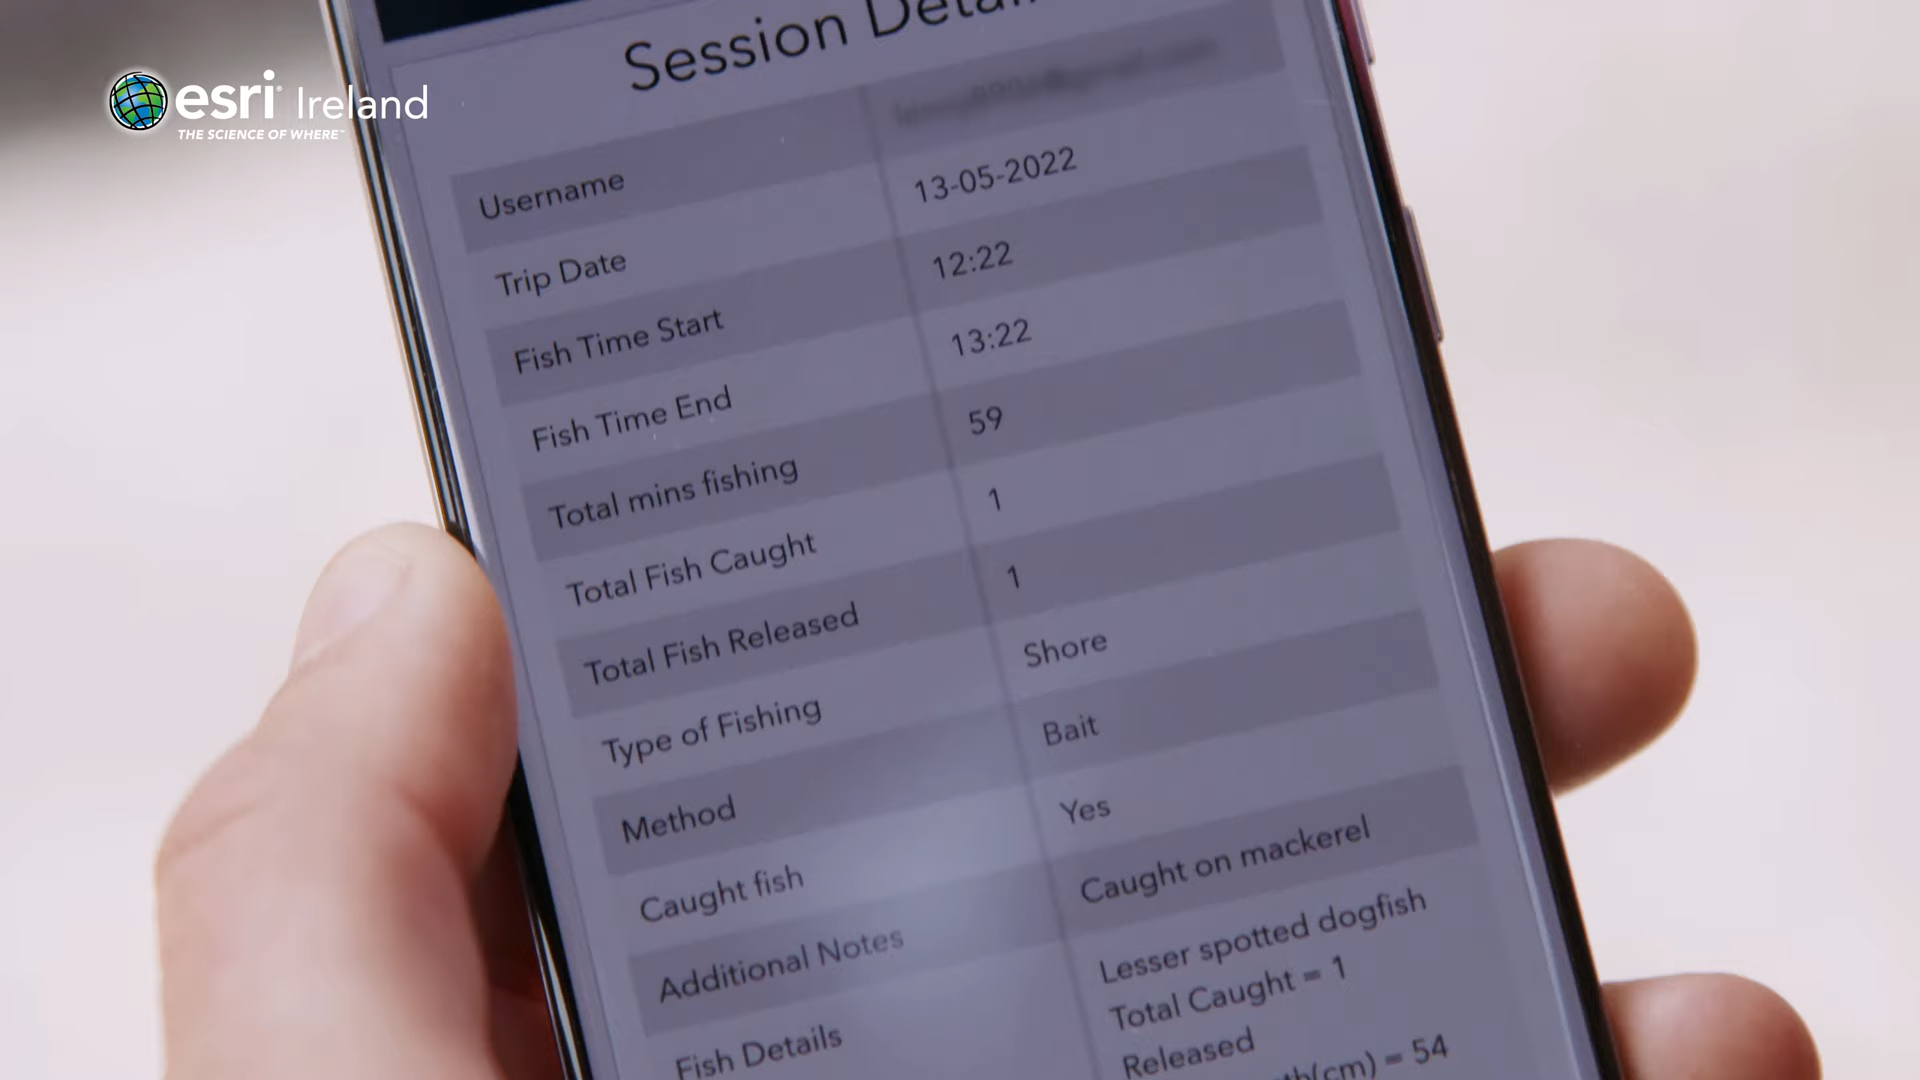 esri Ireland
THE SCIENCE OF WHERE™
Session
Username
Trip Date 13-05-2022
Fish Time Start 12:22
Fish Time End 13:22
Total mins fishing 59
Total Fish Caught 1
Total Fish Released 1
Type of Fishing Shore
Method Bait
Caught fish Yes
Additional Notes Caught on mackerel
Fish Details Lesser spotted dogfish
Total Caught = 1
Released
(cm) = 54